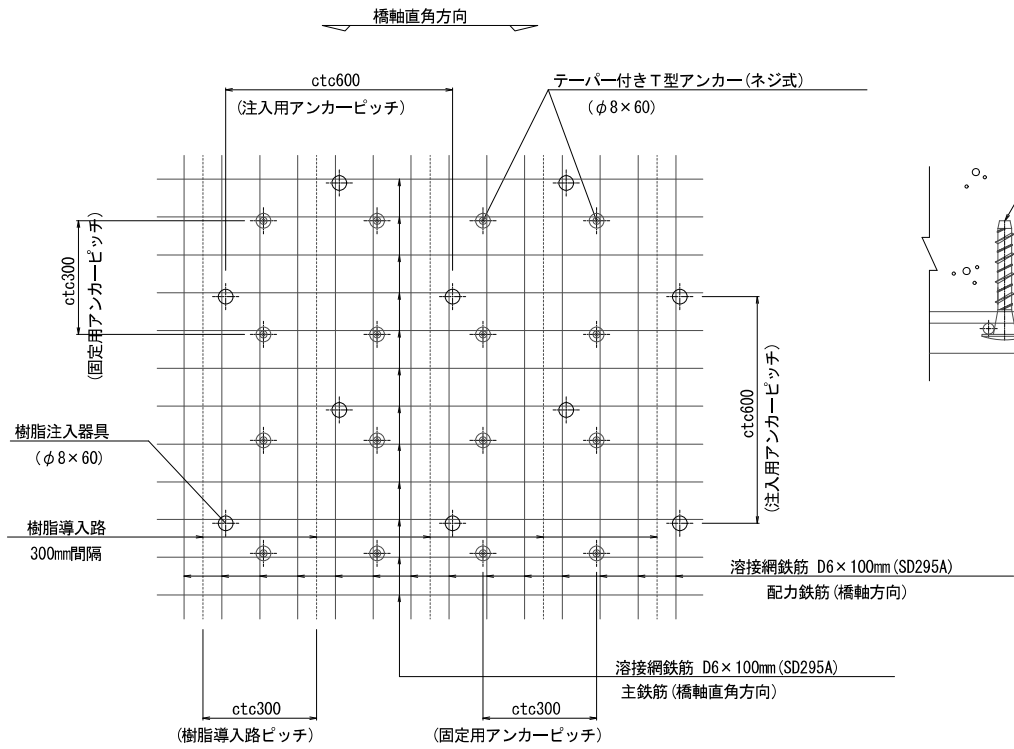 橋軸直角方向
ctc600
(注入用アンカーピッチ)
テーパー付きT型アンカー(ネジ式)
(φ8×60)
ctc300
(固定用アンカーピッチ)
ctc600
(注入用アンカーピッチ)
樹脂注入器具
(φ8×60)
樹脂導入路
300mm間隔
溶接網鉄筋 D6×100mm(SD295A)
配力鉄筋(橋軸方向)
溶接網鉄筋 D6×100mm(SD295A)
主鉄筋(橋軸直角方向)
ctc300
(樹脂導入路ピッチ)
ctc300
(固定用アンカーピッチ)